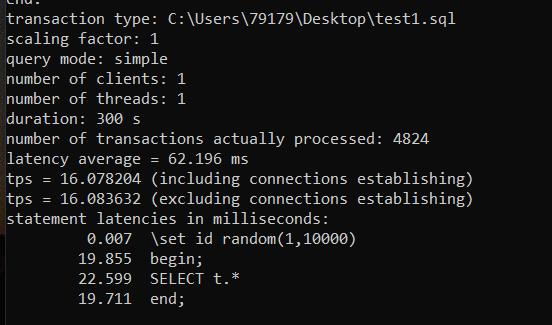 end.
transaction type: C:\Users\79179\Desktop\test1.sql
scaling factor: 1
query mode: simple
number of clients: 1
number of threads: 1
duration: 300 s
number of transactions actually processed: 4824
latency average = 62.196 ms
tps = 16.078204 (including connections establishing)
tps = 16.083632 (excluding connections establishing)
statement latencies in milliseconds:
0.007 \set id random(1,10000)
19.855 begin;
22.599 SELECT t.*
19.711 end;